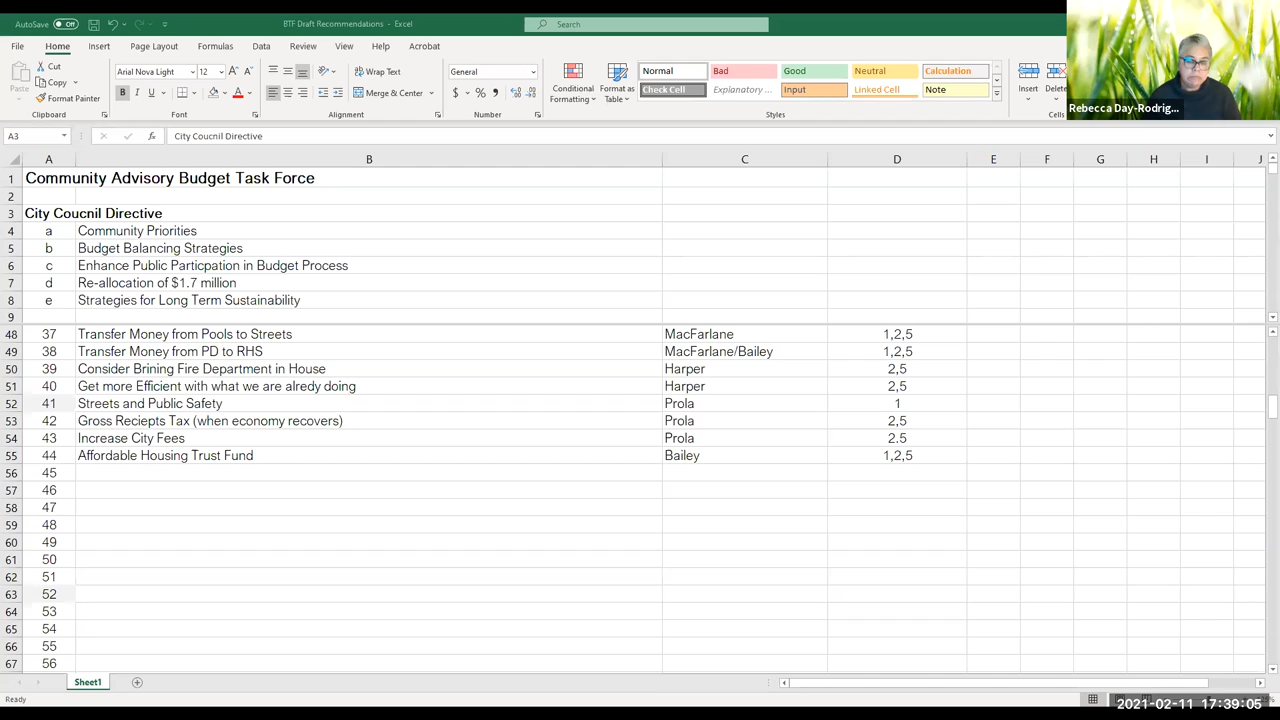 AutoSave Off BTF Draft Recommendations - Excel Search
File Home Insert Page Layout Formulas Data Review View Help Acrobat
Paste Cut Copy Format Painter Clipboard
Arial Nova Light 12 B I U A Font
Wrap Text Merge & Center Alignment
General $ % Number
Conditional Formatting Format as Table
Normal Bad Good Neutral Calculation
Check Cell Explanatory ... Input Linked Cell Note
Styles
Insert Delete Cells
Rebecca Day-Rodrig...
A3 fx City Coucnil Directive
A B C D E F G H I J
1 Community Advisory Budget Task Force
2
3 City Coucnil Directive
4 a Community Priorities
5 b Budget Balancing Strategies
6 c Enhance Public Particpation in Budget Process
7 d Re-allocation of $1.7 million
8 e Strategies for Long Term Sustainability
9
48 37 Transfer Money from Pools to Streets MacFarlane 1,2,5
49 38 Transfer Money from PD to RHS MacFarlane/Bailey 1,2,5
50 39 Consider Brining Fire Department in House Harper 2,5
51 40 Get more Efficient with what we are alredy doing Harper 2,5
52 41 Streets and Public Safety Prola 1
53 42 Gross Reciepts Tax (when economy recovers) Prola 2,5
54 43 Increase City Fees Prola 2.5
55 44 Affordable Housing Trust Fund Bailey 1,2,5
56 45
57 46
58 47
59 48
60 49
61 50
62 51
63 52
64 53
65 54
66 55
67 56
Sheet1
Ready
2021-02-11 17:39:05